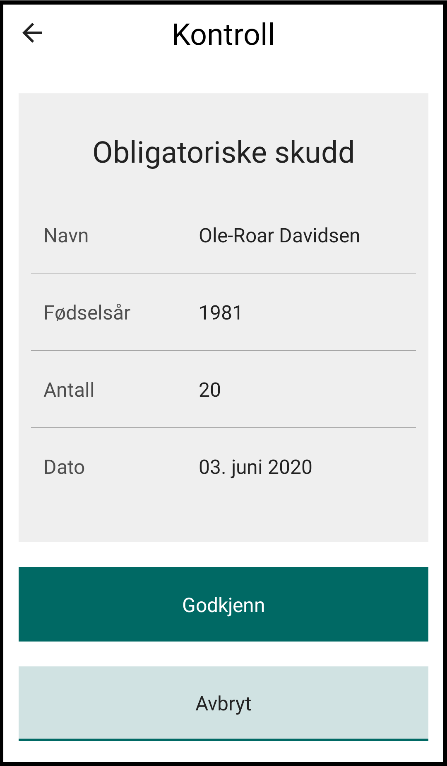 Kontroll
Obligatoriske skudd
Navn Ole-Roar Davidsen
Fødselsår 1981
Antall 20
Dato 03. juni 2020
Godkjenn
Avbryt